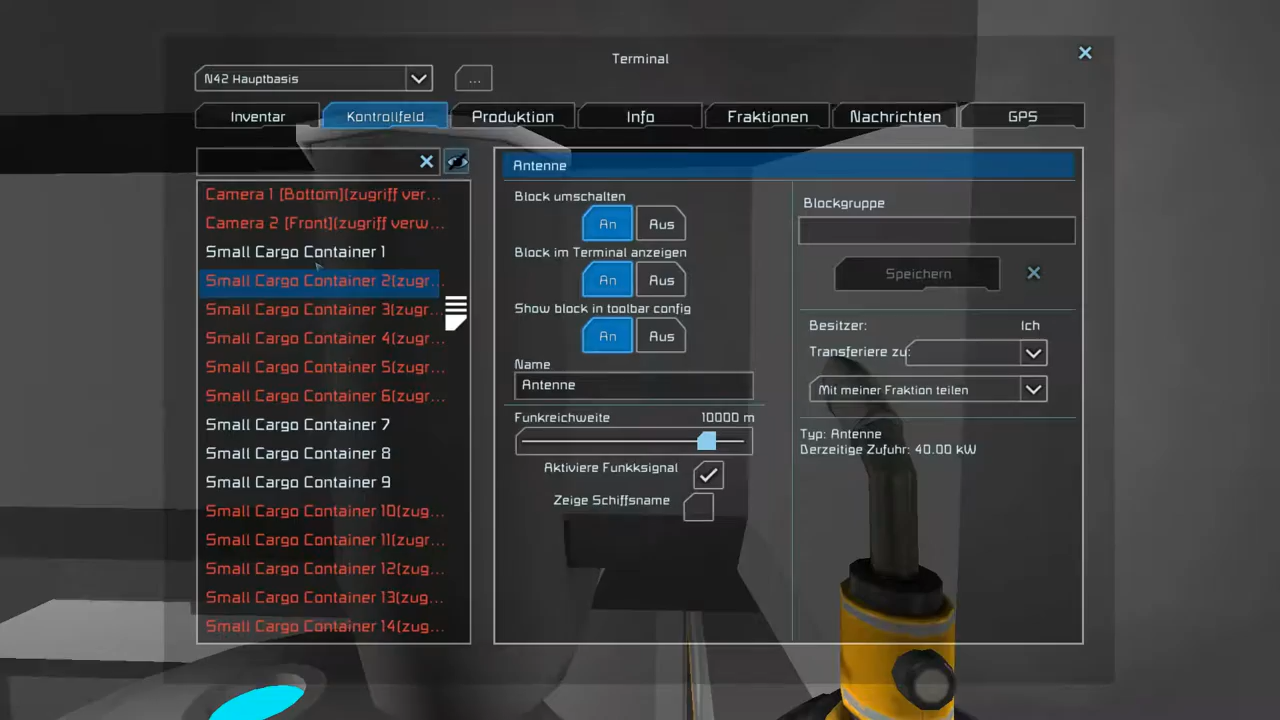 Terminal
N42 Hauptbasis
...
Inventar
Kontrollfeld
Produktion
Info
Fraktionen
Nachrichten
GPS
Camera 1 [Bottom](zugriff ver...
Camera 2 [Front](zugriff verw...
Small Cargo Container 1
Small Cargo Container 2(zugr...
Small Cargo Container 3(zugr...
Small Cargo Container 4(zugr...
Small Cargo Container 5(zugr...
Small Cargo Container 6(zugr...
Small Cargo Container 7
Small Cargo Container 8
Small Cargo Container 9
Small Cargo Container 10(zug...
Small Cargo Container 11(zug...
Small Cargo Container 12(zug...
Small Cargo Container 13(zug...
Small Cargo Container 14(zug...
Antenne
Block umschalten
An Aus
Block im Terminal anzeigen
An Aus
Show block in toolbar config
An Aus
Name
Antenne
Funkreichweite 10000 m
Aktiviere Funkksignal
Zeige Schiffsname
Blockgruppe
Speichern
Besitzer: Ich
Transferiere zu:
Mit meiner Fraktion teilen
Typ: Antenne
Derzeitige Zufuhr: 40.00 kW